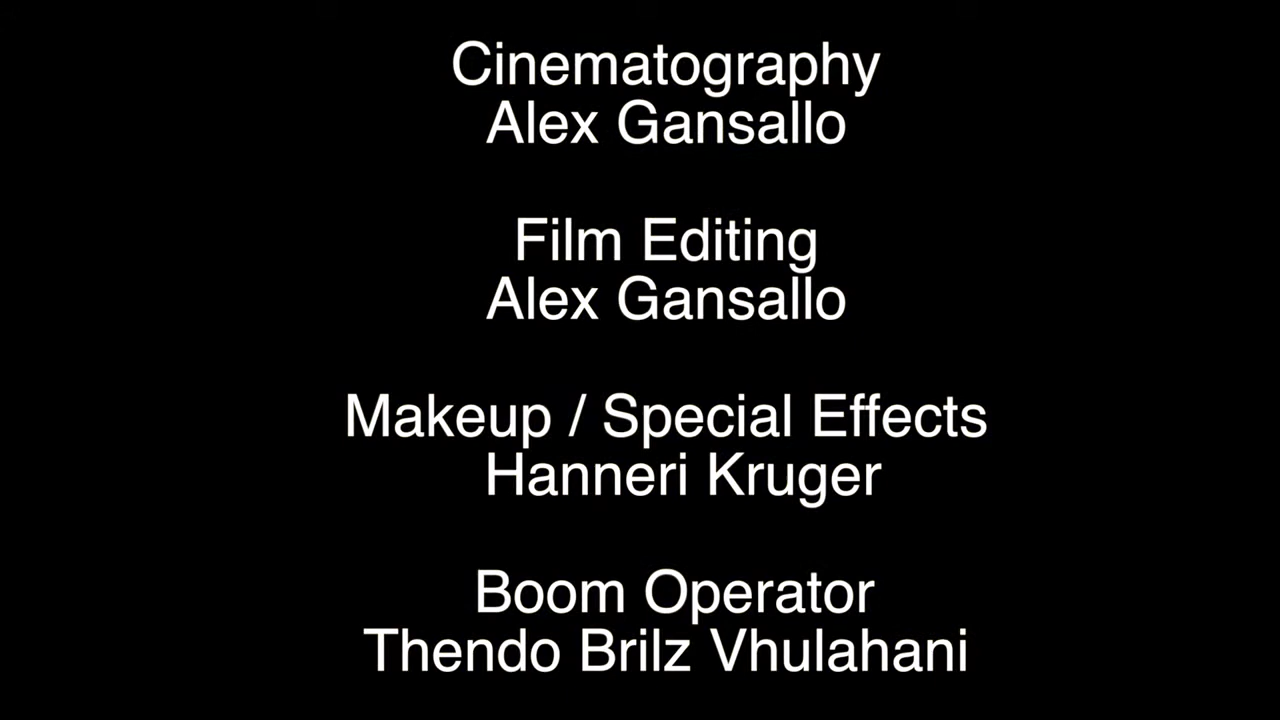 Cinematography
Alex Gansallo
Film Editing
Alex Gansallo
Makeup / Special Effects
Hanneri Kruger
Boom Operator
Thendo Brilz Vhulahani